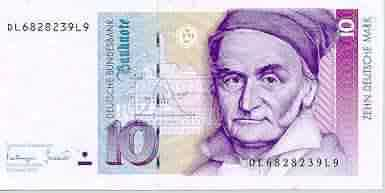 DL6828239L9
DEUTSCHE BUNDESBANK
Banknote
10
10
ZEHN DEUTSCHE MARK
DL6828239L9